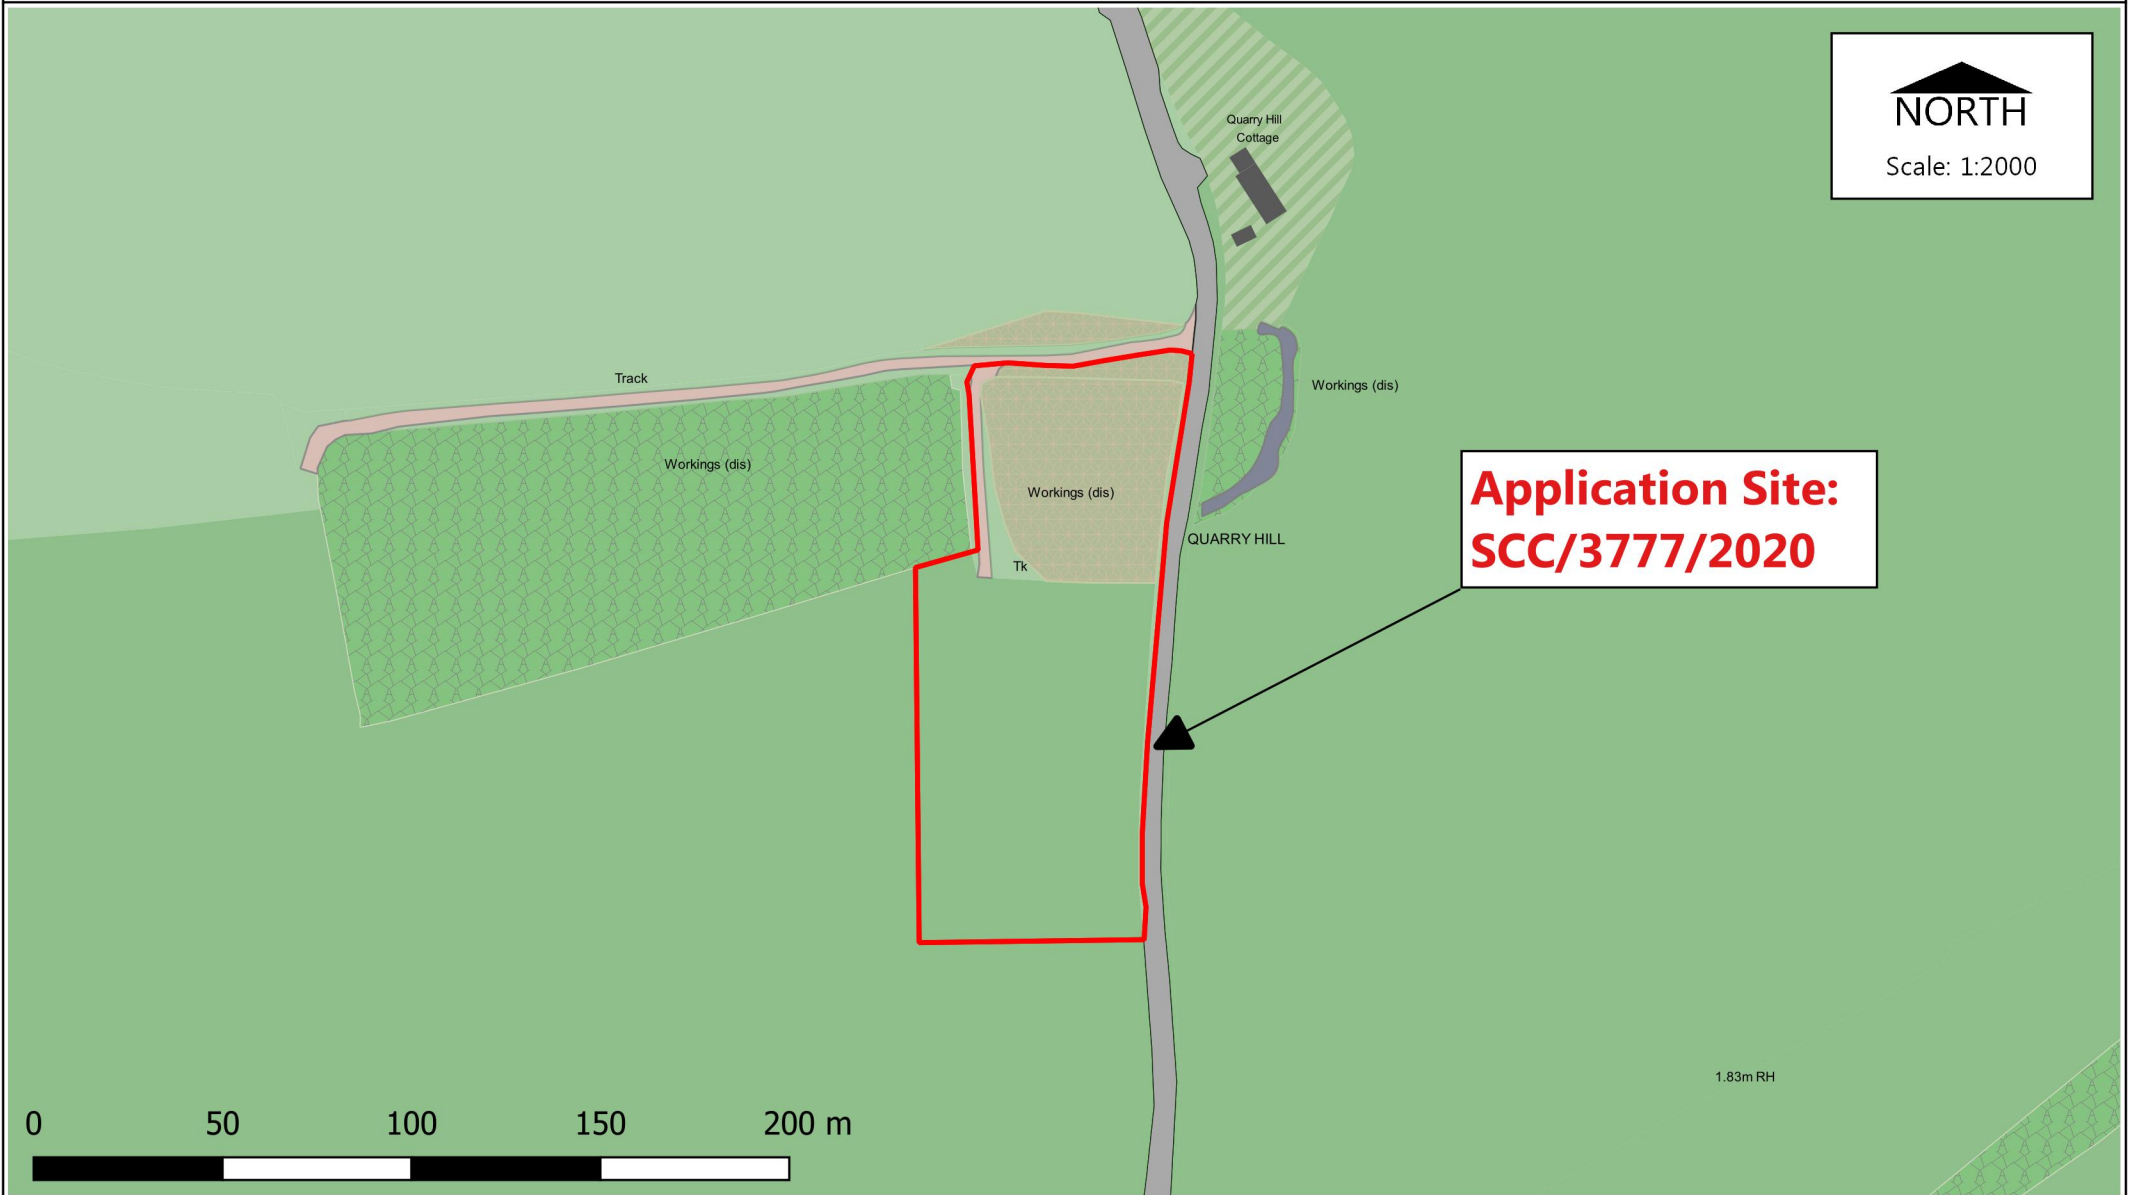 NORTH
Scale: 1:2000
Quarry Hill
Cottage
Track
Workings (dis)
Workings (dis)
Workings (dis)
Application Site:
SCC/3777/2020
QUARRY HILL
Tk
1.83m RH
0 50 100 150 200 m